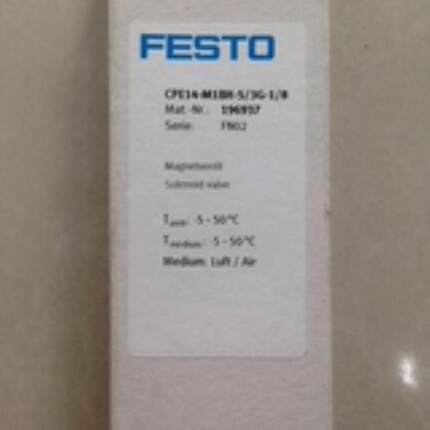 FESTO
CPE14-M1BH-5/3G-1/8
Mat.-Nr.: 196937
Serie: FN02
Magnetventil
Solenoid valve
Tamb: -5 - 50 °C
Tmedium: -5 - 50 °C
Medium: Luft / Air